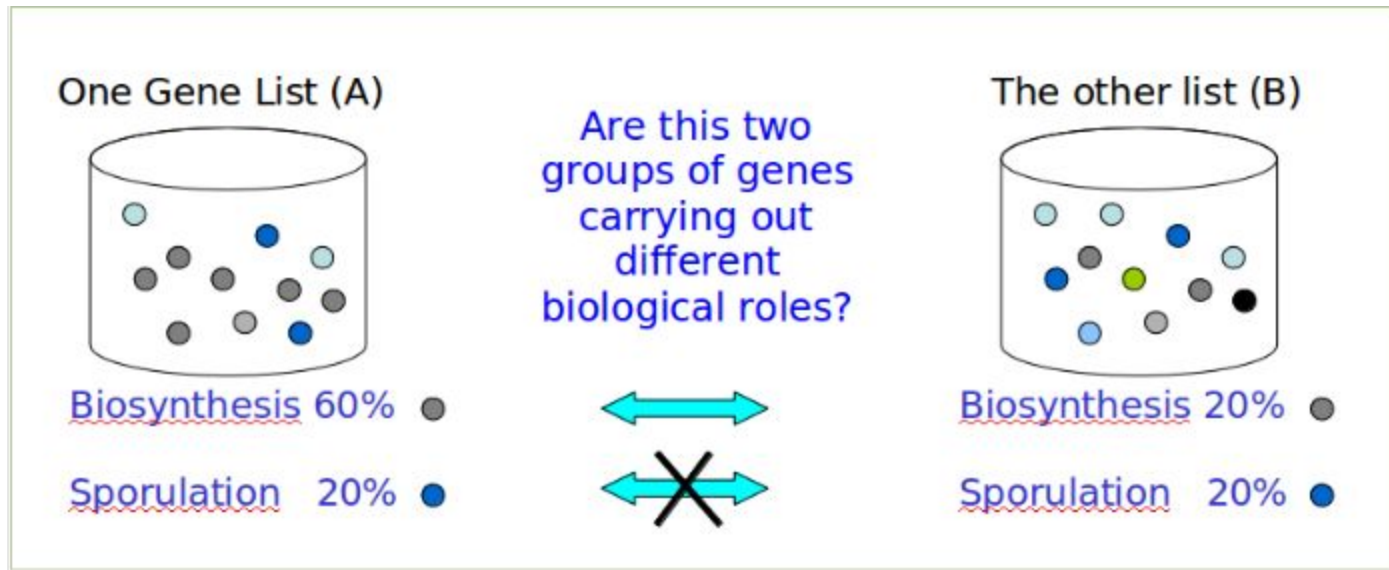 One Gene List (A)
Are this two
groups of genes
carrying out
different
biological roles?
The other list (B)
Biosynthesis 60%
Sporulation 20%
Biosynthesis 20%
Sporulation 20%